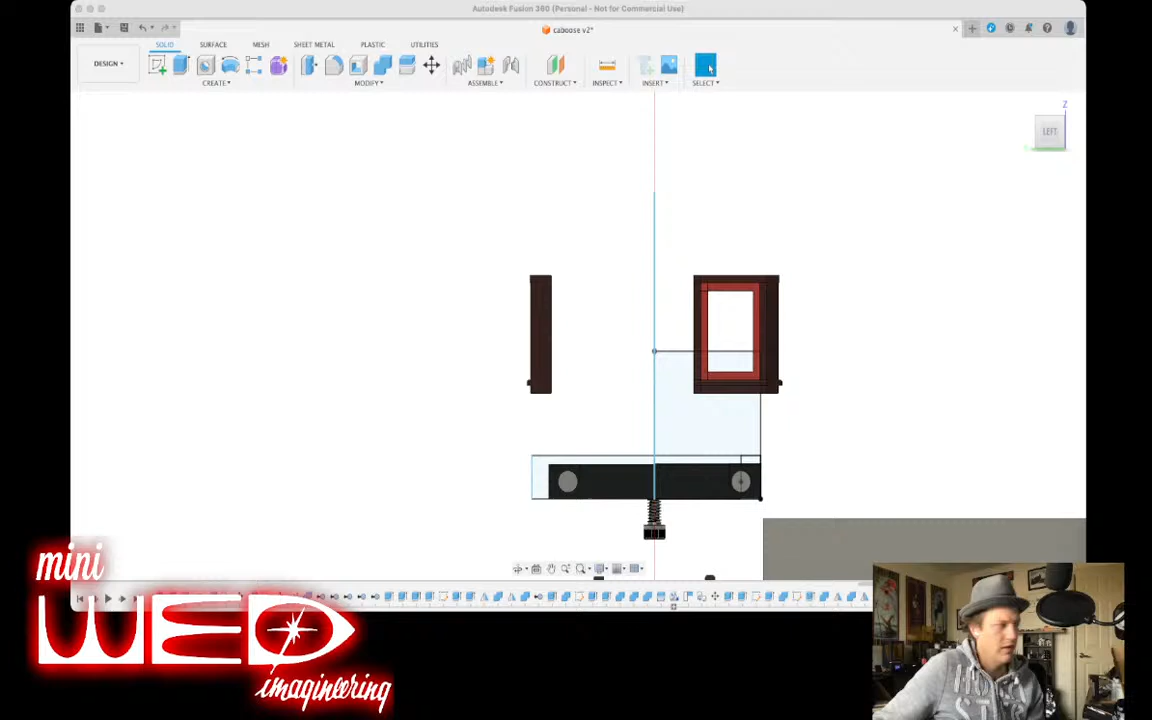 Autodesk Fusion 360 (Personal - Not for Commercial Use)
caboose v2*
SOLID SURFACE MESH SHEET METAL PLASTIC UTILITIES
DESIGN
CREATE MODIFY ASSEMBLE CONSTRUCT INSPECT INSERT SELECT
Z
LEFT
mini
WED
imagineering